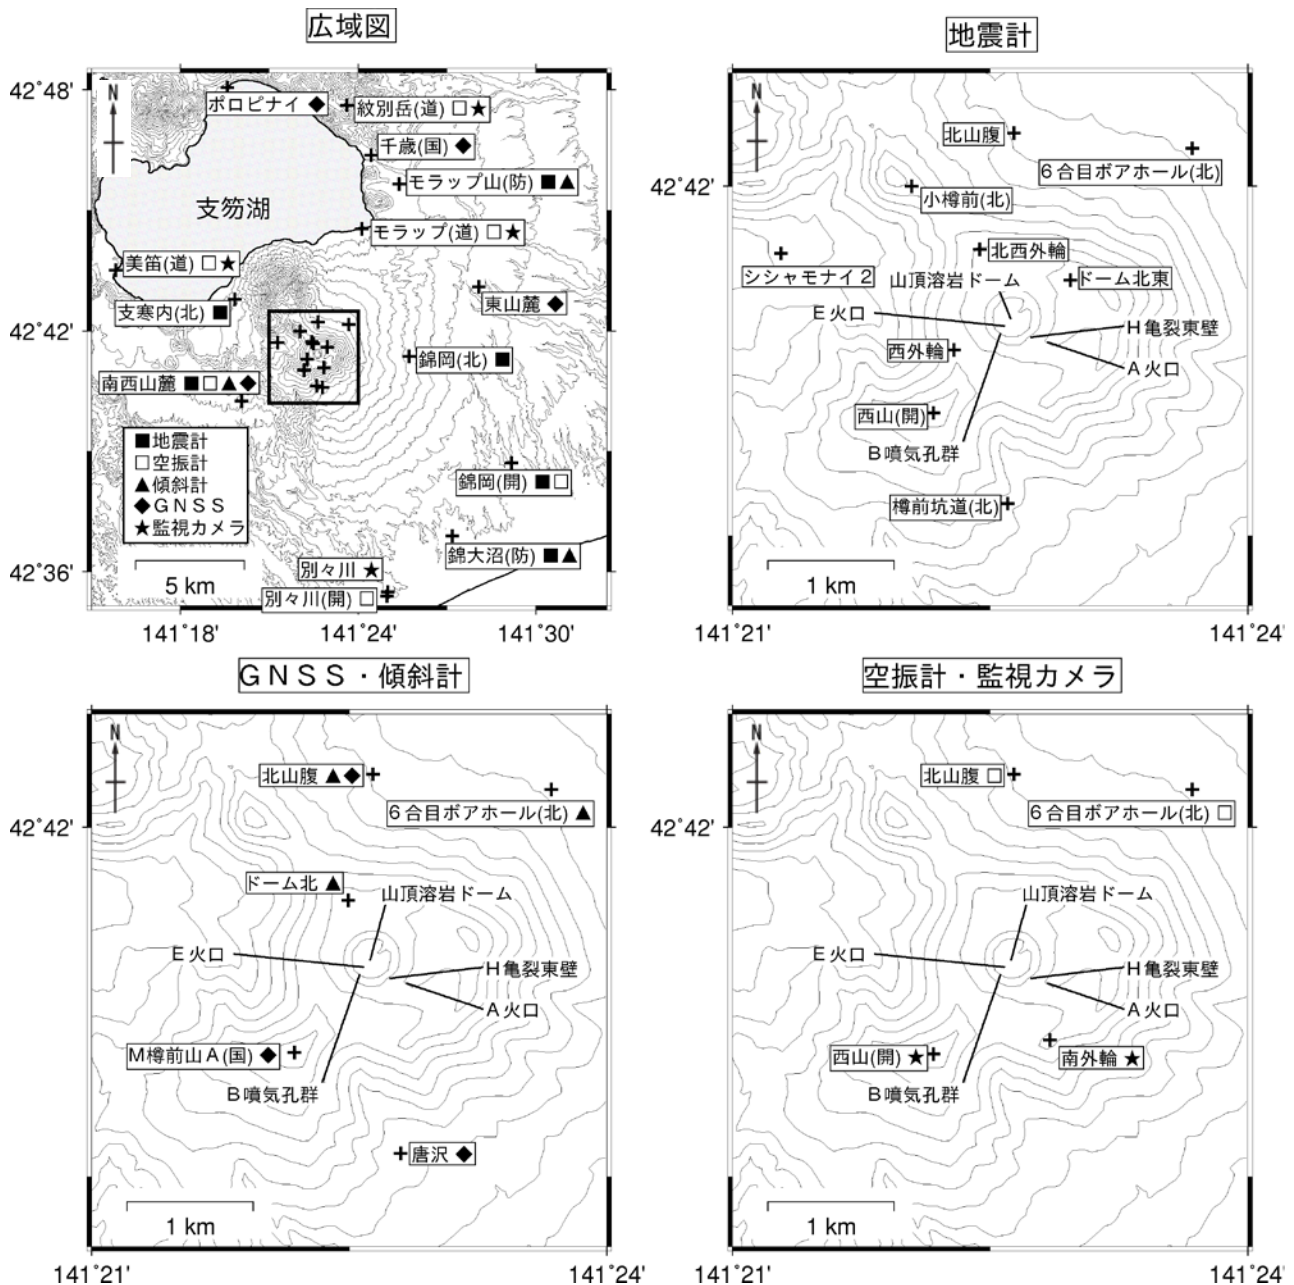 広域図
N
42°48'
ポロピナイ ◆
紋別岳(道) □★
千歳(国) ◆
モラップ山(防) ■▲
支笏湖
モラップ(道) □★
美笛(道) □★
支寒内(北) ■
東山麓 ◆
42°42'
錦岡(北) ■
南西山麓 ■□▲◆
■地震計
□空振計
▲傾斜計
◆GNSS
★監視カメラ
錦岡(開) ■□
錦大沼(防) ■▲
別々川 ★
別々川(開) □
42°36'
5 km
141°18'
141°24'
141°30'
地震計
N
北山腹
6合目ボアホール(北)
42°42'
小樽前(北)
北西外輪
シシャモナイ2
山頂溶岩ドーム
ドーム北東
E火口
H亀裂東壁
西外輪
A火口
西山(開)
B噴気孔群
樽前坑道(北)
1 km
141°21'
141°24'
GNSS・傾斜計
N
北山腹 ▲◆
6合目ボアホール(北) ▲
42°42'
ドーム北 ▲
山頂溶岩ドーム
E火口
H亀裂東壁
A火口
M樽前山A(国) ◆
B噴気孔群
唐沢 ◆
1 km
141°21'
141°24'
空振計・監視カメラ
N
北山腹 □
6合目ボアホール(北) □
42°42'
山頂溶岩ドーム
E火口
H亀裂東壁
A火口
西山(開) ★
南外輪 ★
B噴気孔群
1 km
141°21'
141°24'